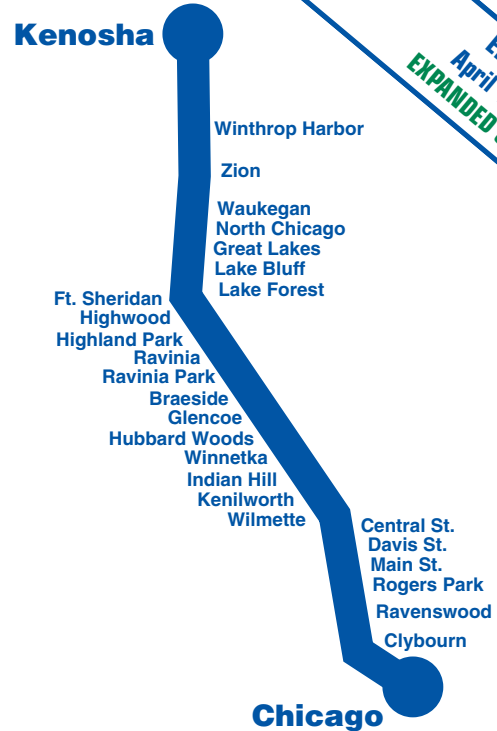 Kenosha
April
EXPANDED
Winthrop Harbor
Zion
Waukegan
North Chicago
Great Lakes
Lake Bluff
Lake Forest
Ft. Sheridan
Highwood
Highland Park
Ravinia
Ravinia Park
Braeside
Glencoe
Hubbard Woods
Winnetka
Indian Hill
Kenilworth
Wilmette
Central St.
Davis St.
Main St.
Rogers Park
Ravenswood
Clybourn
Chicago